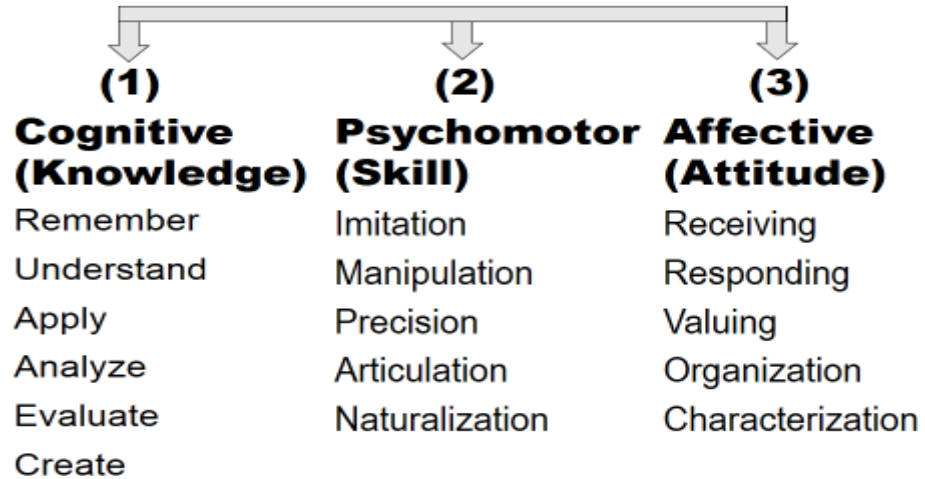 (1)
Cognitive
(Knowledge)
Remember
Understand
Apply
Analyze
Evaluate
Create
(2)
Psychomotor
(Skill)
Imitation
Manipulation
Precision
Articulation
Naturalization
(3)
Affective
(Attitude)
Receiving
Responding
Valuing
Organization
Characterization